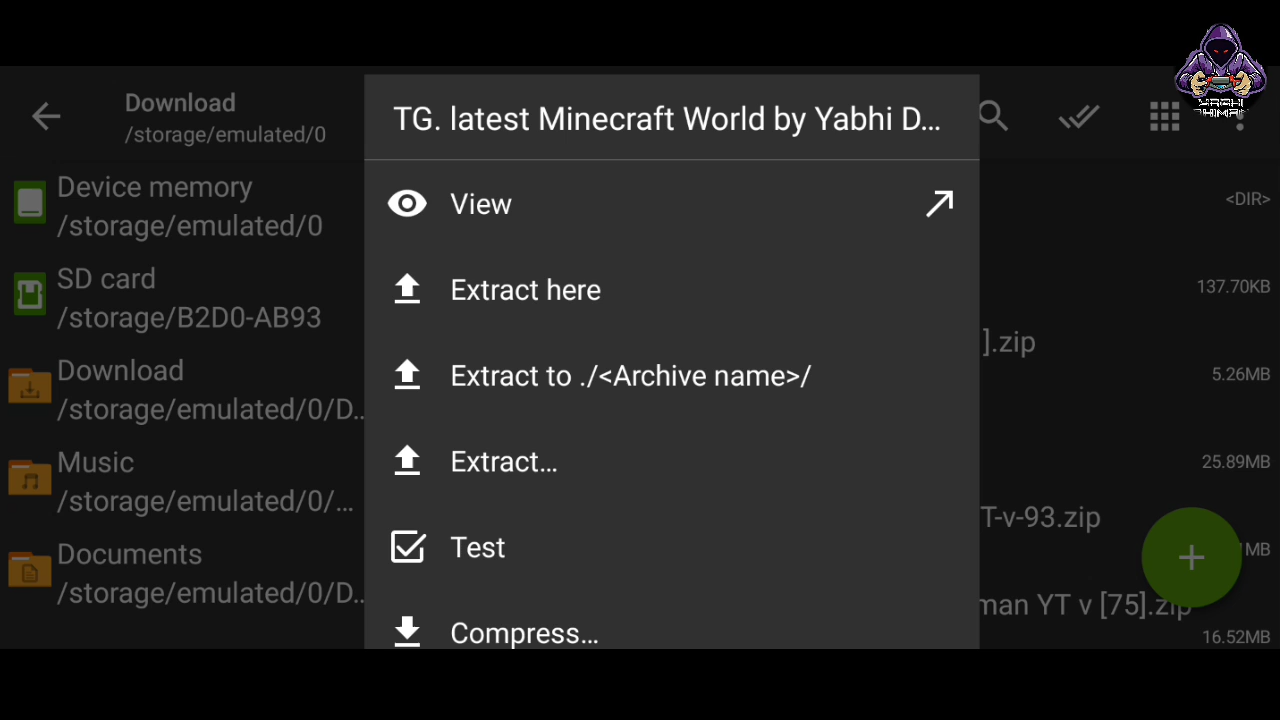 Download
/storage/emulated/0
Device memory
/storage/emulated/0
SD card
/storage/B2D0-AB93
Download
/storage/emulated/0/D...
Music
/storage/emulated/0/...
Documents
/storage/emulated/0/D...
TG. latest Minecraft World by Yabhi D...
View
Extract here
Extract to ./<Archive name>/
Extract...
Test
Compress...
<DIR>
137.70KB
].zip
5.26MB
25.89MB
T-v-93.zip
MB
man YT v [75].zip
16.52MB